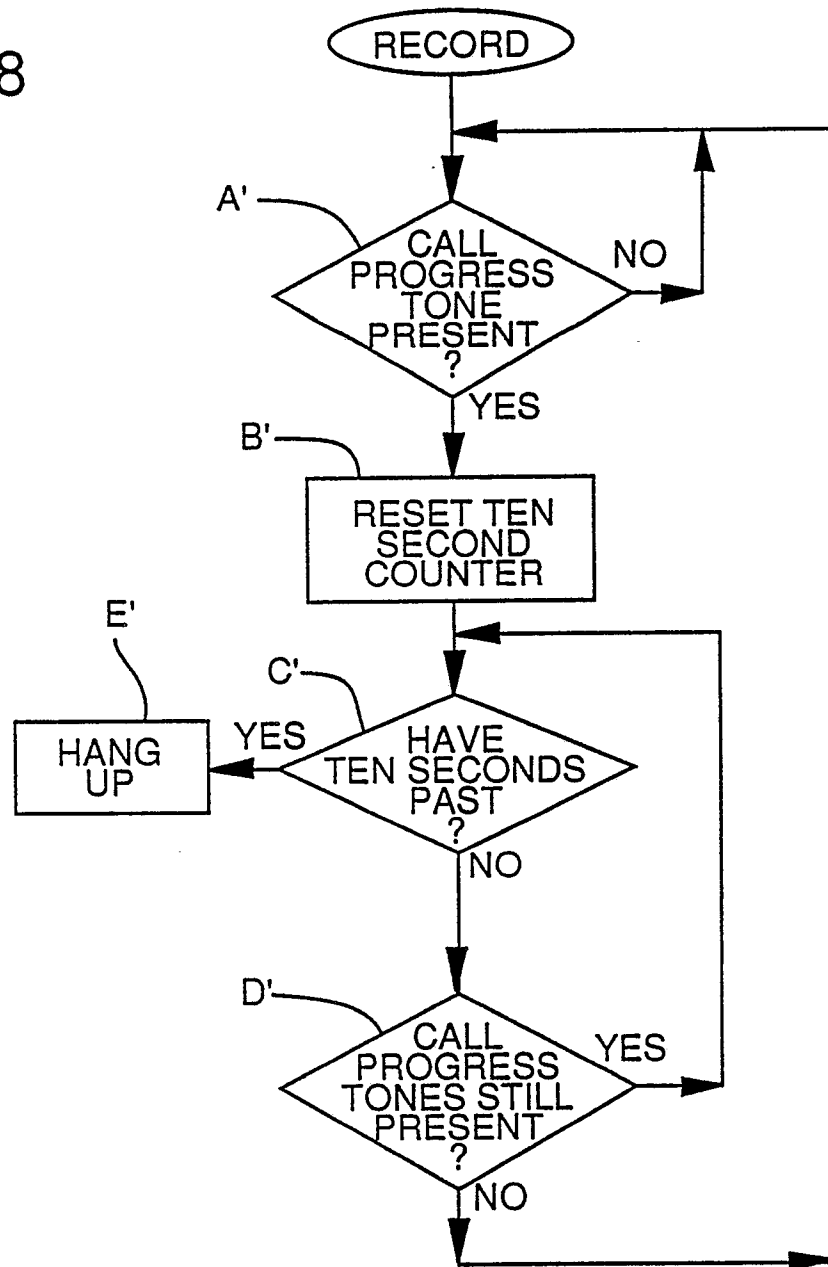 8
RECORD
A'
CALL
PROGRESS
TONE
PRESENT
?
NO
YES
B'
RESET TEN
SECOND
COUNTER
E'
C'
HANG
UP
YES
HAVE
TEN SECONDS
PAST
?
NO
D'
CALL
PROGRESS
TONES STILL
PRESENT
?
YES
NO